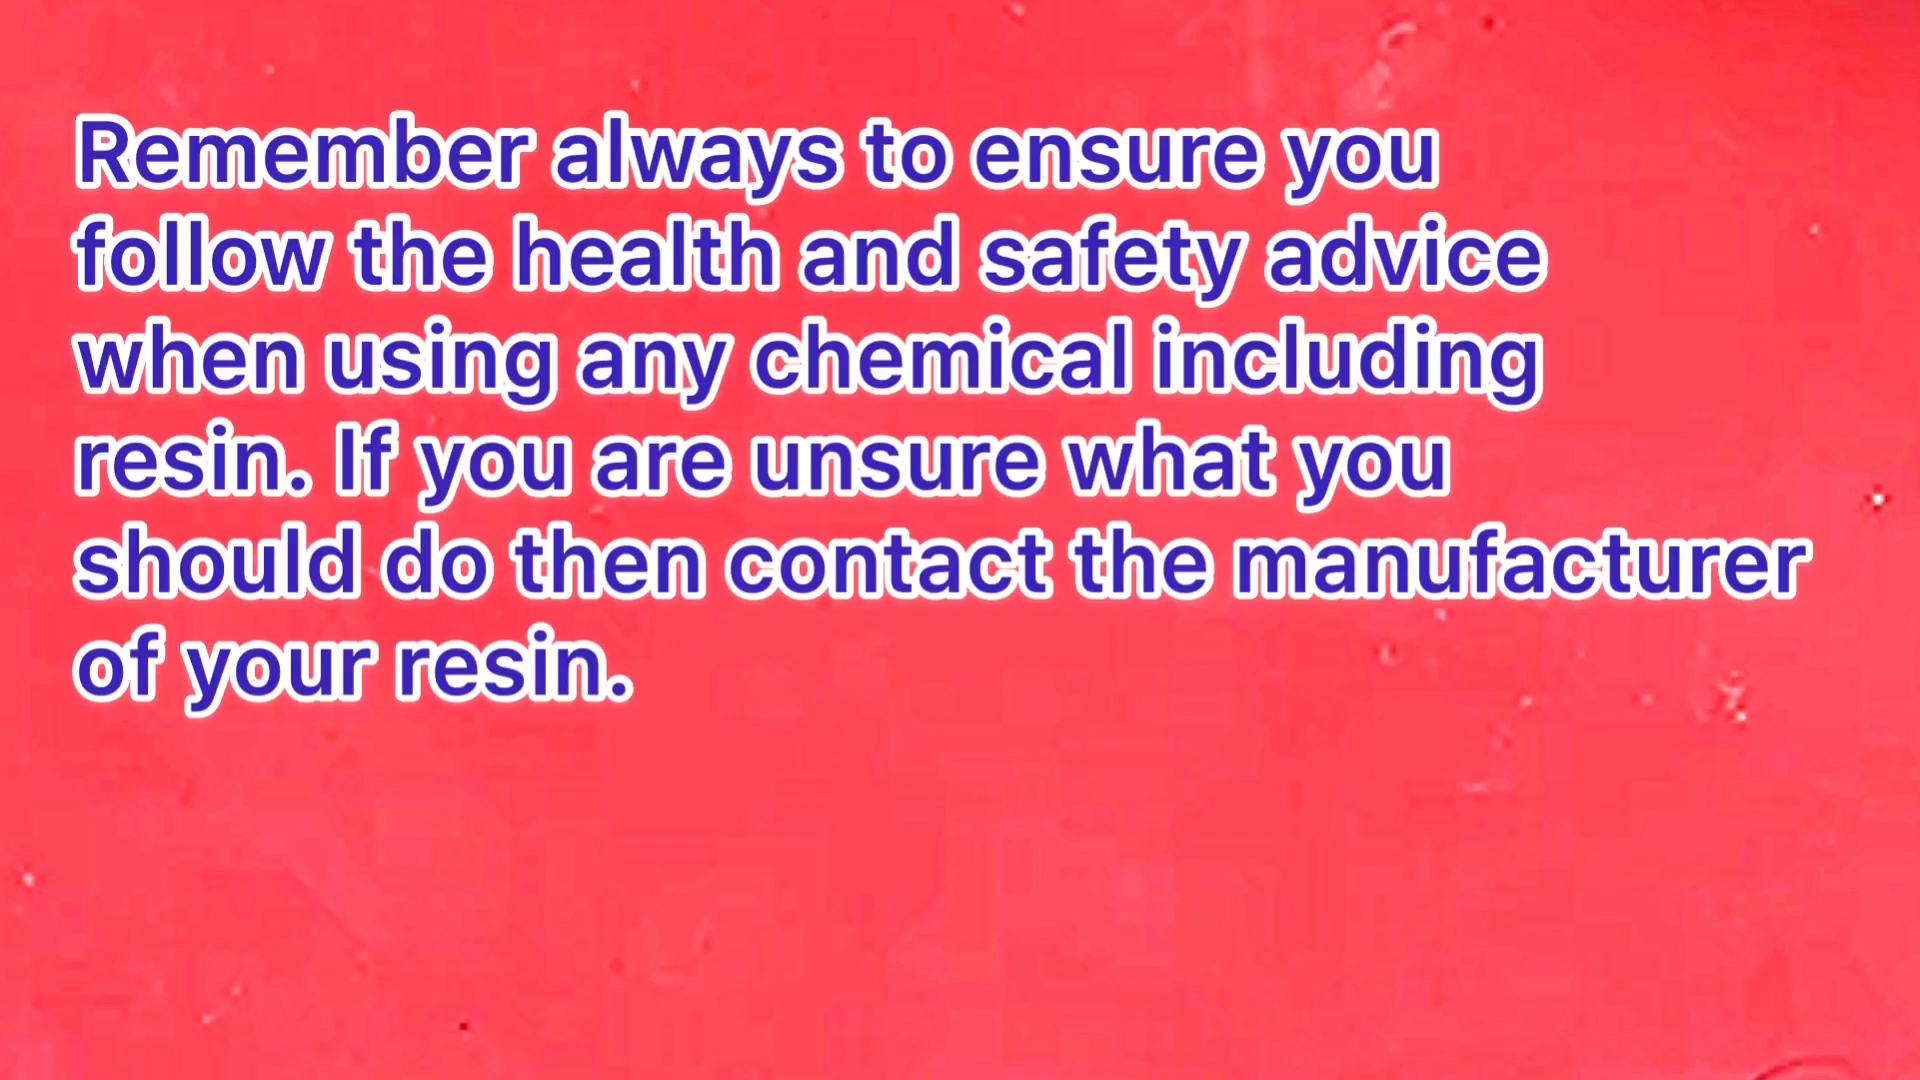 Remember always to ensure you
follow the health and safety advice
when using any chemical including
resin. If you are unsure what you
should do then contact the manufacturer
of your resin.